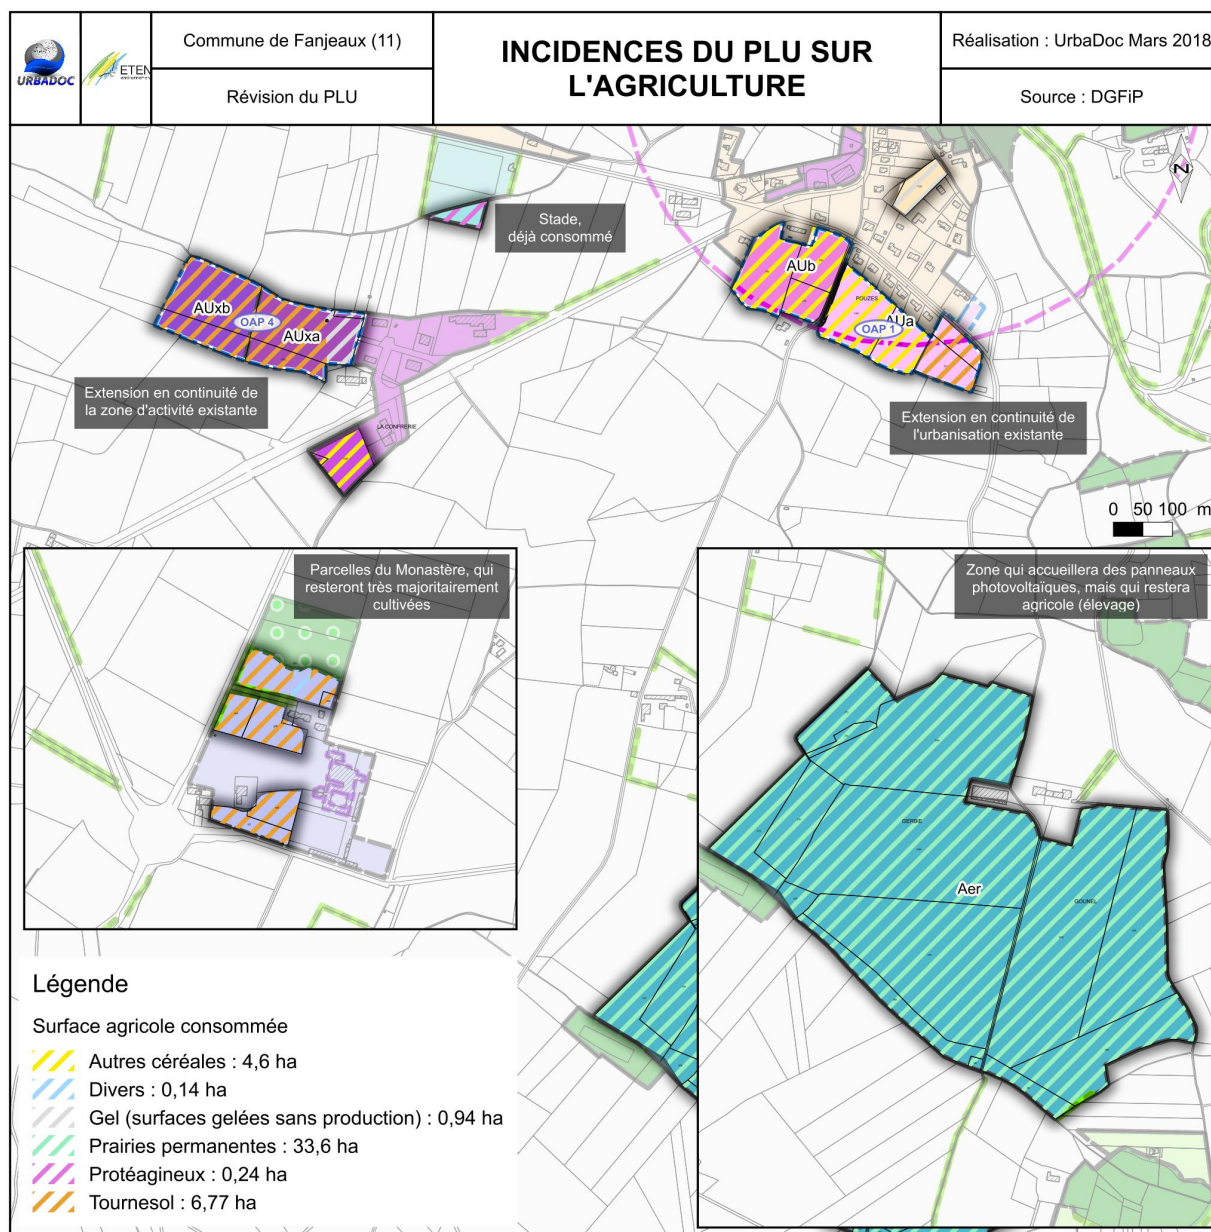 URBADOC
ETEN
Commune de Fanjeaux (11)
Révision du PLU
INCIDENCES DU PLU SUR
L'AGRICULTURE
Réalisation : UrbaDoc Mars 2018
Source : DGFiP
N
Stade,
déjà consommé
AUb
POUZES
AUa
OAP 1
AUxb
OAP 4
AUxa
Extension en continuité de
la zone d'activité existante
Extension en continuité de
l'urbanisation existante
LA CONFRERIE
0 50 100 m
Parcelles du Monastère, qui
resteront très majoritairement
cultivées
Zone qui accueillera des panneaux
photovoltaïques, mais qui restera
agricole (élevage)
GERBIE
Aer
GOUNEL
Légende
Surface agricole consommée
Autres céréales : 4,6 ha
Divers : 0,14 ha
Gel (surfaces gelées sans production) : 0,94 ha
Prairies permanentes : 33,6 ha
Protéagineux : 0,24 ha
Tournesol : 6,77 ha